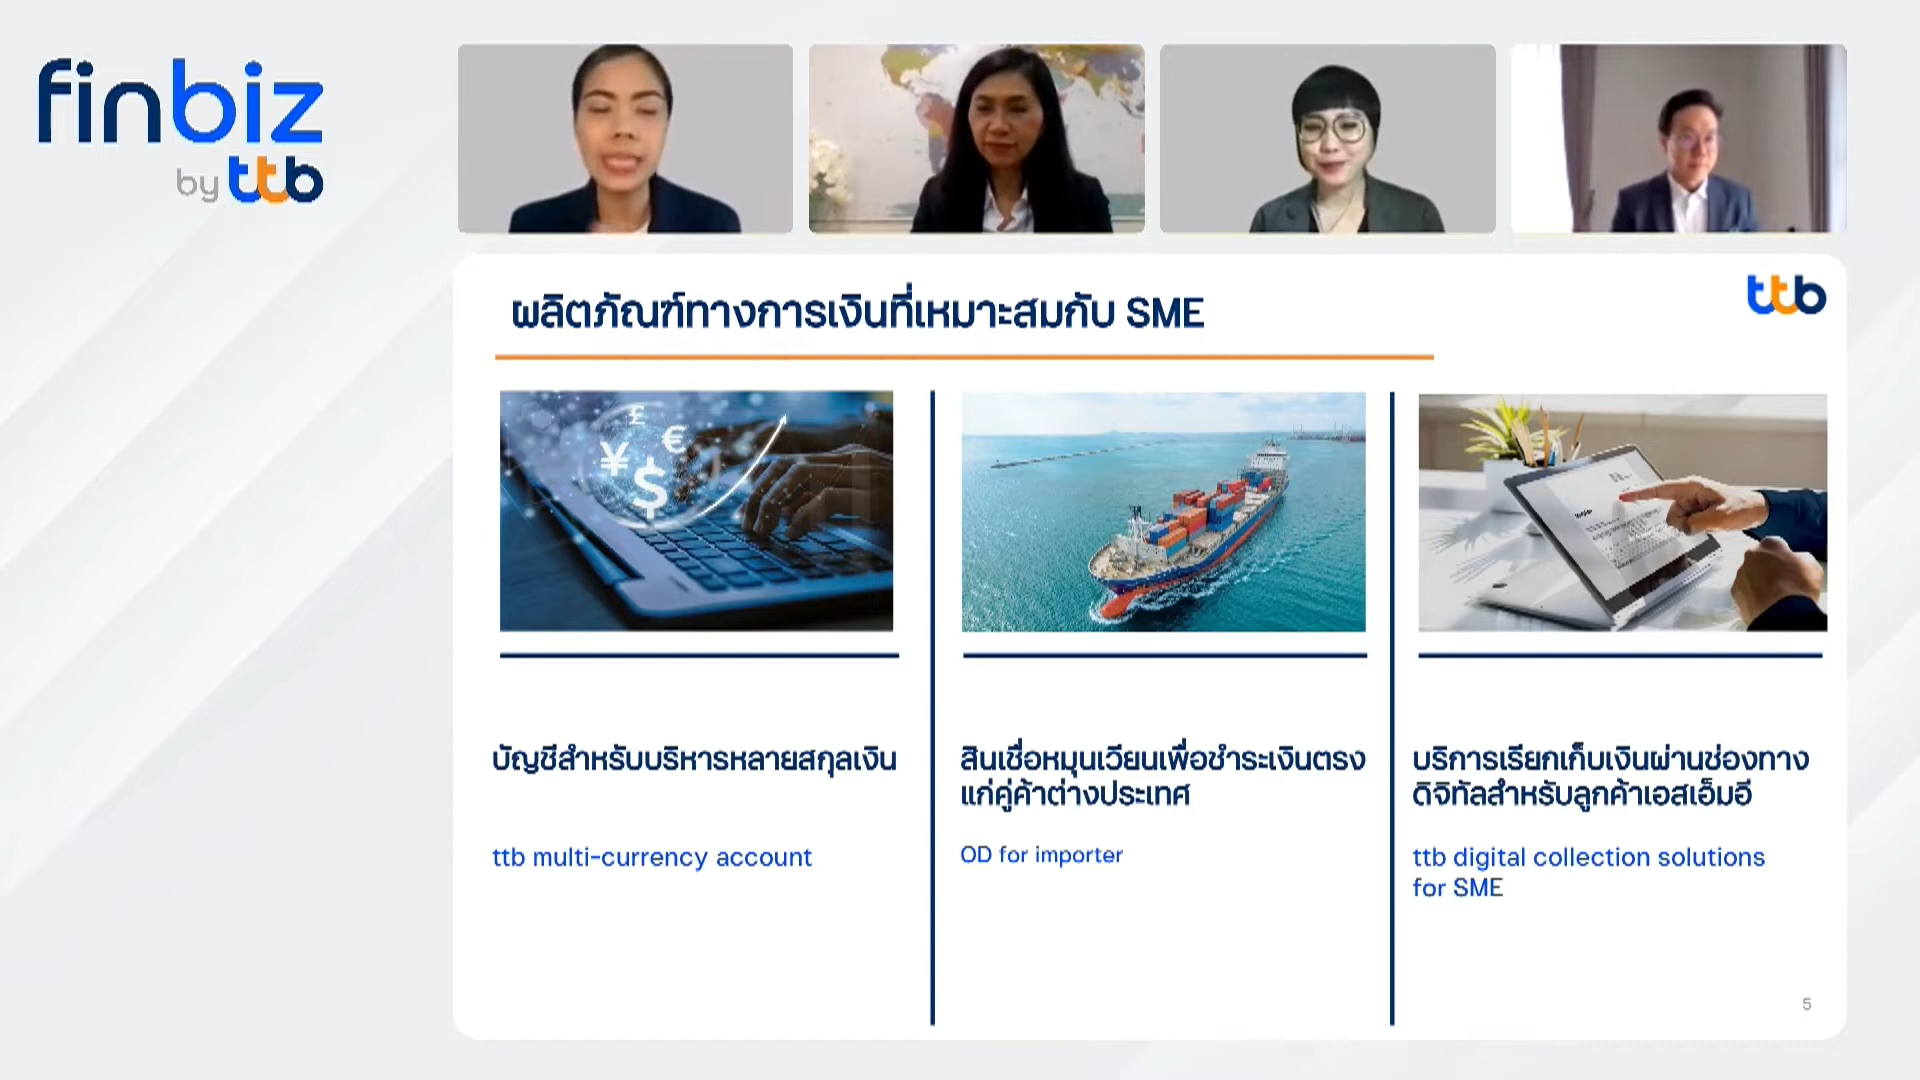 finbiz
by ttb
ttb
ผลิตภัณฑ์ทางการเงินที่เหมาะสมกับ SME
บัญชีสำหรับบริหารหลายสกุลเงิน
ttb multi-currency account
สินเชื่อหมุนเวียนเพื่อชำระเงินตรง
แก่คู่ค้าต่างประเทศ
OD for importer
บริการเรียกเก็บเงินผ่านช่องทาง
ดิจิทัลสำหรับลูกค้าเอสเอ็มอี
ttb digital collection solutions
for SME
5